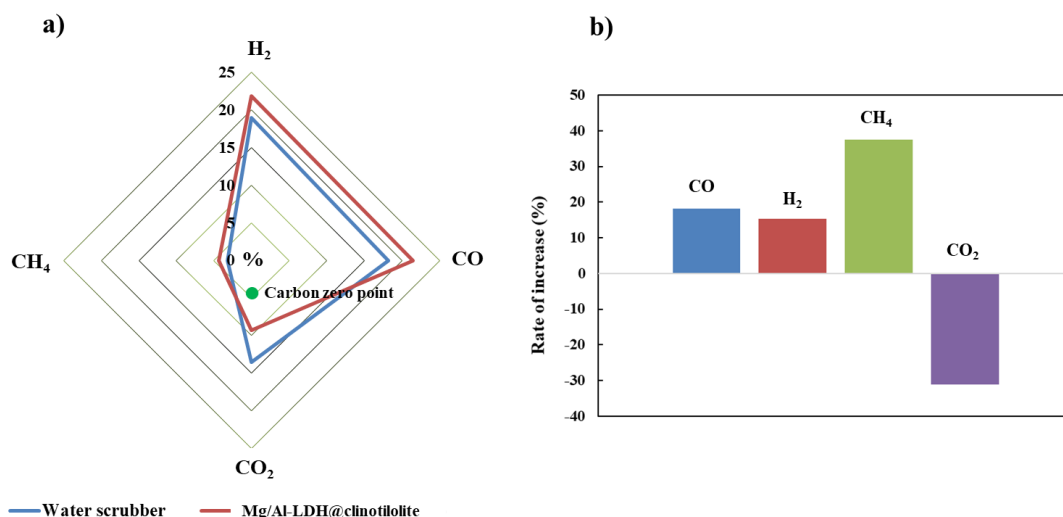 a)
H₂
25
20
15
10
5
0
%
CH₄
CO
Carbon zero point
CO₂
Water scrubber
Mg/Al-LDH@clinotilolite
b)
Rate of increase (%)
50
40
30
20
10
0
-10
-20
-30
-40
CO
H₂
CH₄
CO₂